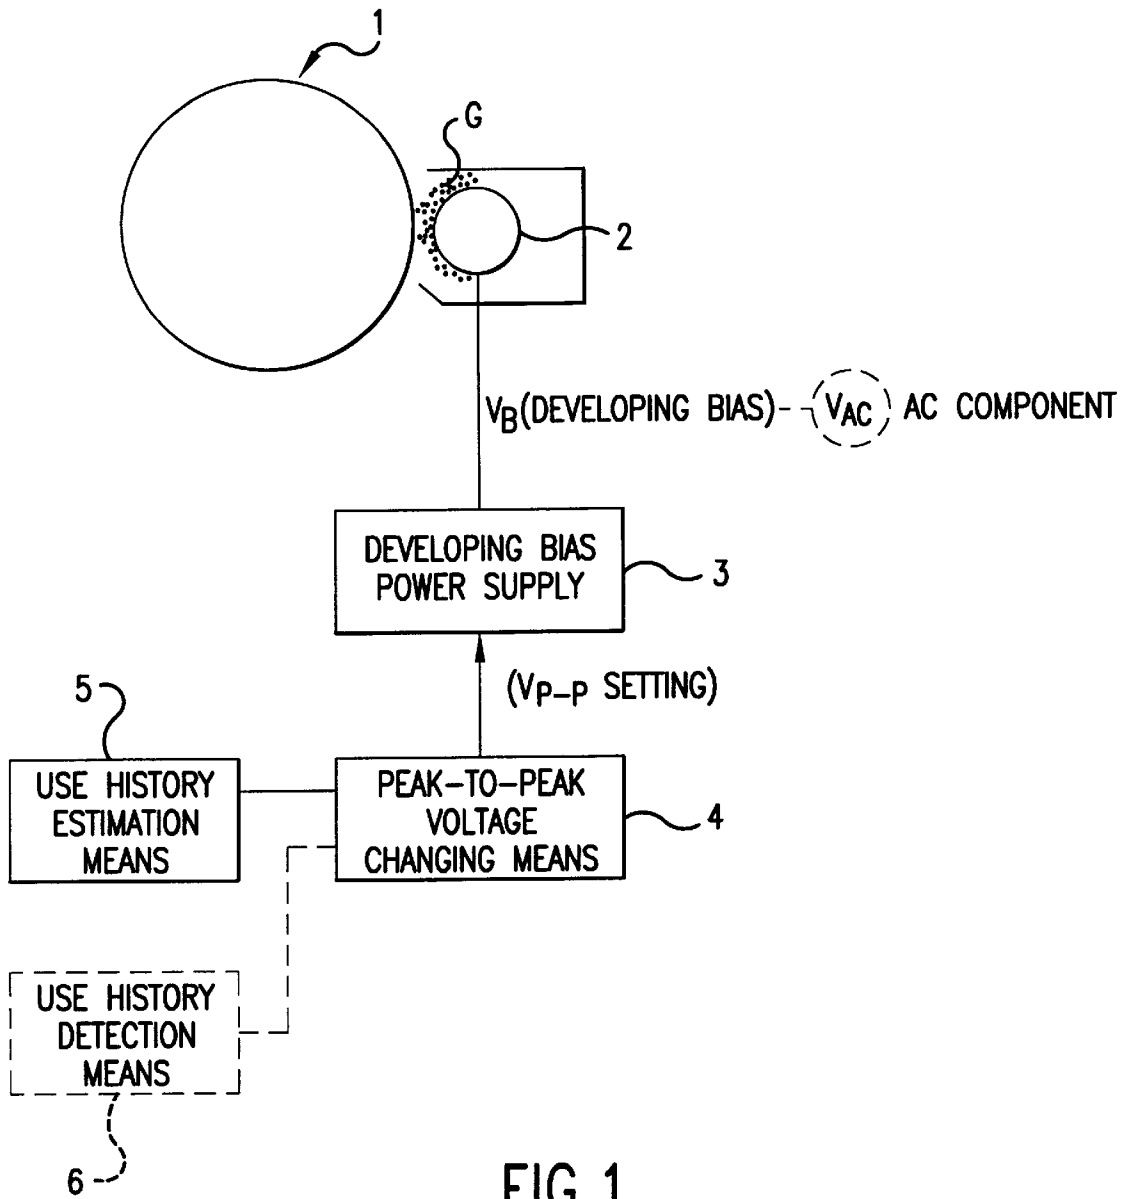 1
G
2
VB(DEVELOPING BIAS) VAC AC COMPONENT
DEVELOPING BIAS
POWER SUPPLY
3
(VP-P SETTING)
5
USE HISTORY
ESTIMATION
MEANS
PEAK-TO-PEAK
VOLTAGE
CHANGING MEANS
4
USE HISTORY
DETECTION
MEANS
6
FIG. 1